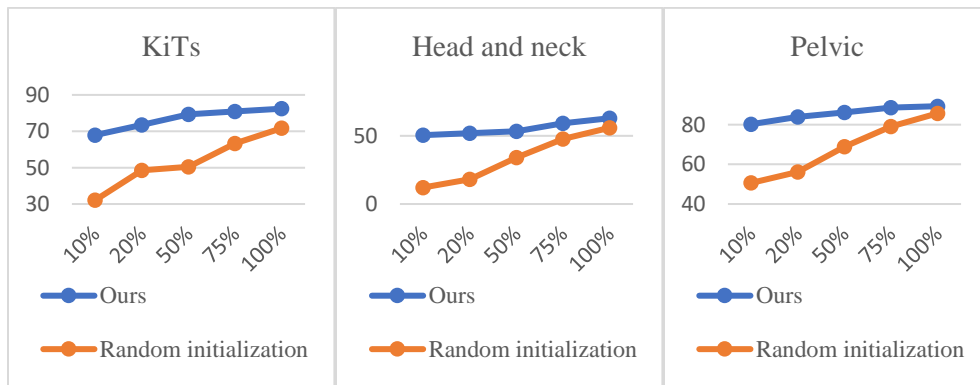 KiTs
90
70
50
30
10%
20%
50%
75%
100%
Ours
Random initialization
Head and neck
50
0
10%
20%
50%
75%
100%
Ours
Random initialization
Pelvic
80
60
40
10%
20%
50%
75%
100%
Ours
Random initialization